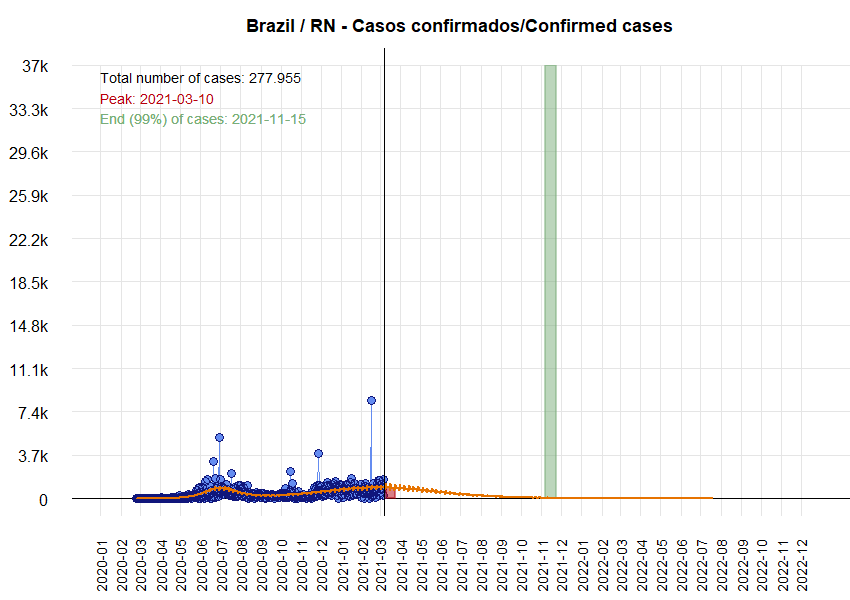 Brazil / RN - Casos confirmados/Confirmed cases
37k
Total number of cases: 277.955
Peak: 2021-03-10
33.3k
End (99%) of cases: 2021-11-15
29.6k
25.9k
22.2k
18.5k
14.8k
11.1k
7.4k
3.7k
0
2020-01
2020-02
2020-03
2020-04
2020-05
2020-06
2020-07
2020-08
2020-09
2020-10
2020-11
2020-12
2021-01
2021-02
2021-03
2021-04
2021-05
2021-06
2021-07
2021-08
2021-09
2021-10
2021-11
2021-12
2022-01
2022-02
2022-03
2022-04
2022-05
2022-06
2022-07
2022-08
2022-09
2022-10
2022-11
2022-12